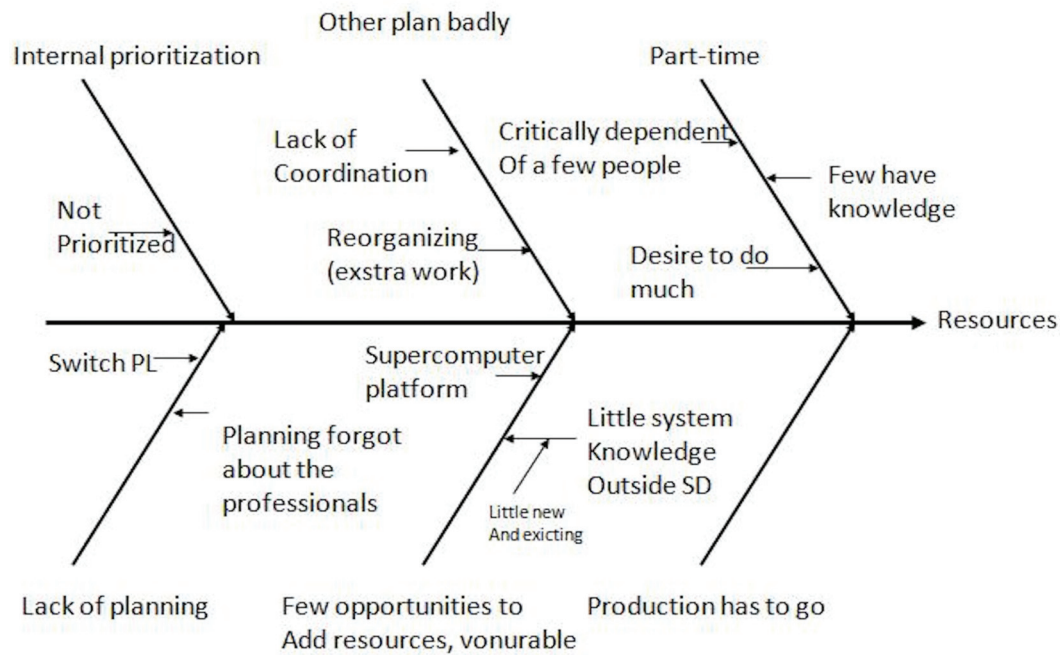 Other plan badly
Internal prioritization
Part-time
Lack of
Coordination
Critically dependent
Of a few people
Few have
knowledge
Not
Prioritized
Reorganizing
(exstra work)
Desire to do
much
Resources
Switch PL
Supercomputer
platform
Planning forgot
about the
professionals
Little system
Knowledge
Outside SD
Little new
And exicting
Lack of planning
Few opportunities to
Add resources, vonurable
Production has to go